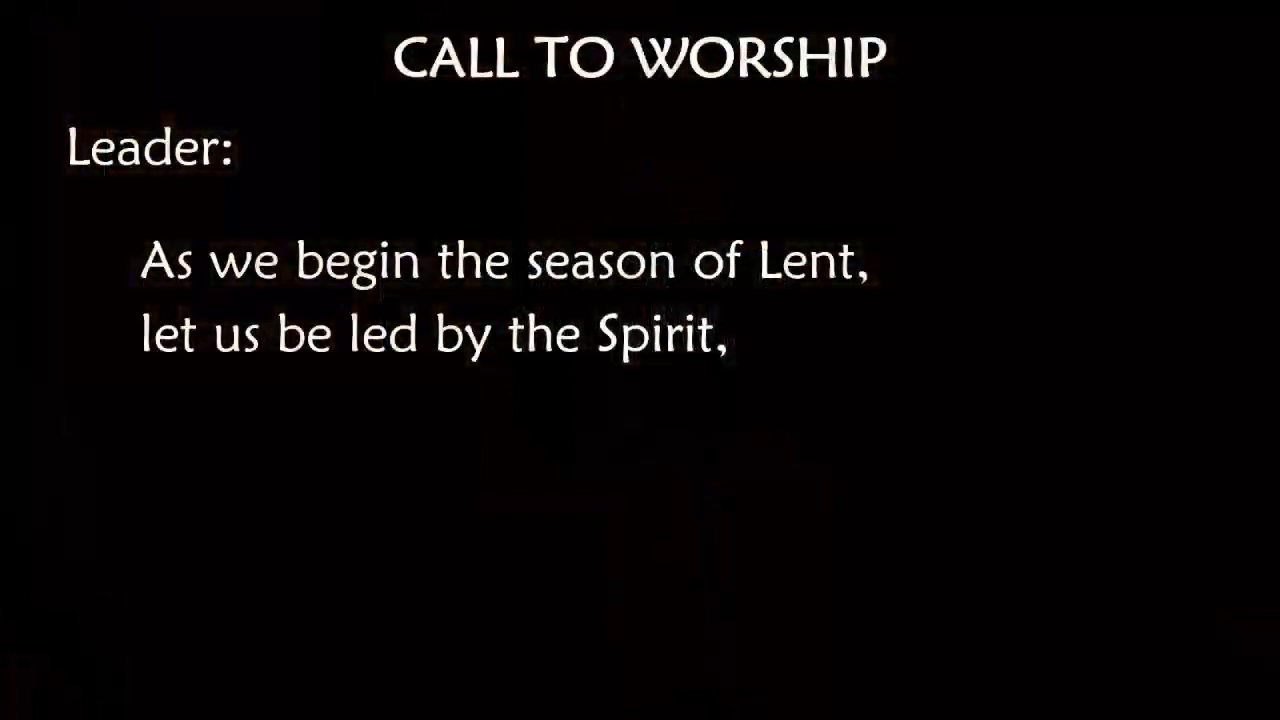 CALL TO WORSHIP
Leader:
As we begin the season of Lent,
let us be led by the Spirit,